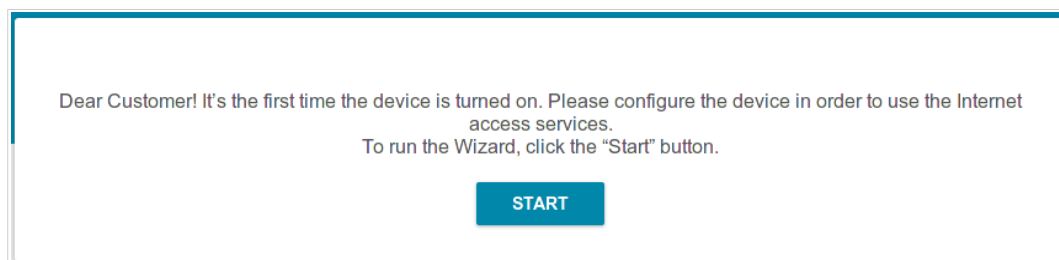 Dear Customer! It’s the first time the device is turned on. Please configure the device in order to use the Internet
access services.
To run the Wizard, click the “Start” button.
START